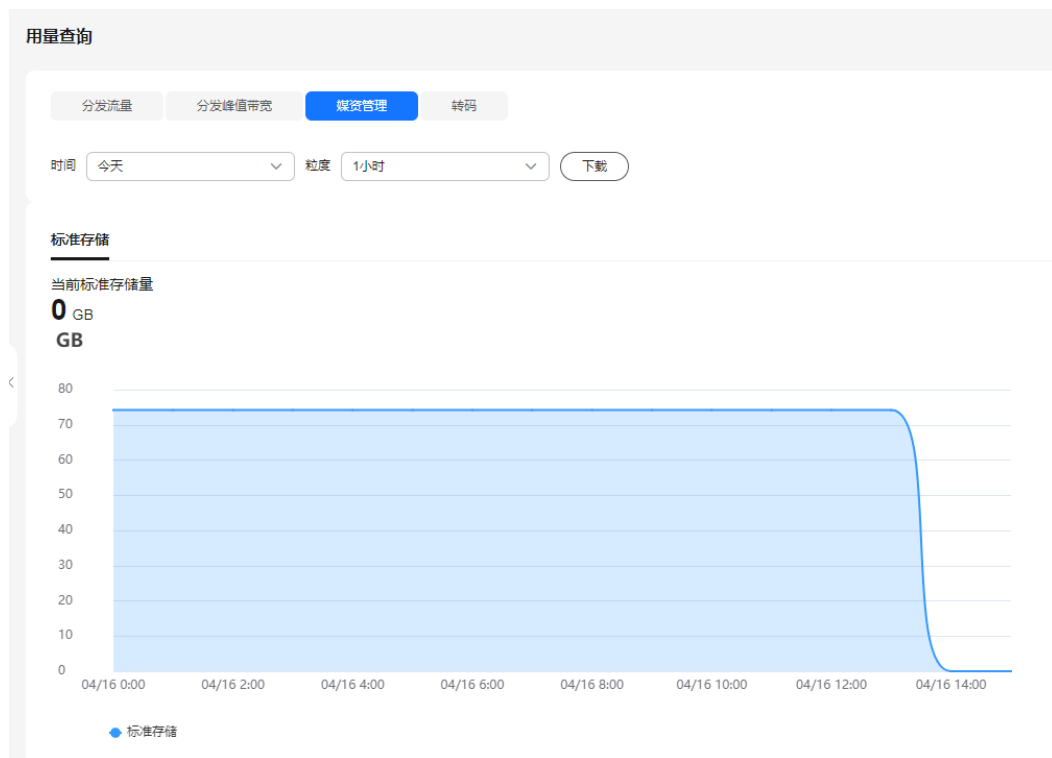 用量查询
分发流量 分发峰值带宽 媒资管理 转码
时间 今天 粒度 1小时 下载
标准存储
当前标准存储量
0 GB
GB
80
70
60
50
40
30
20
10
0
04/16 0:00 04/16 2:00 04/16 4:00 04/16 6:00 04/16 8:00 04/16 10:00 04/16 12:00 04/16 14:00
标准存储